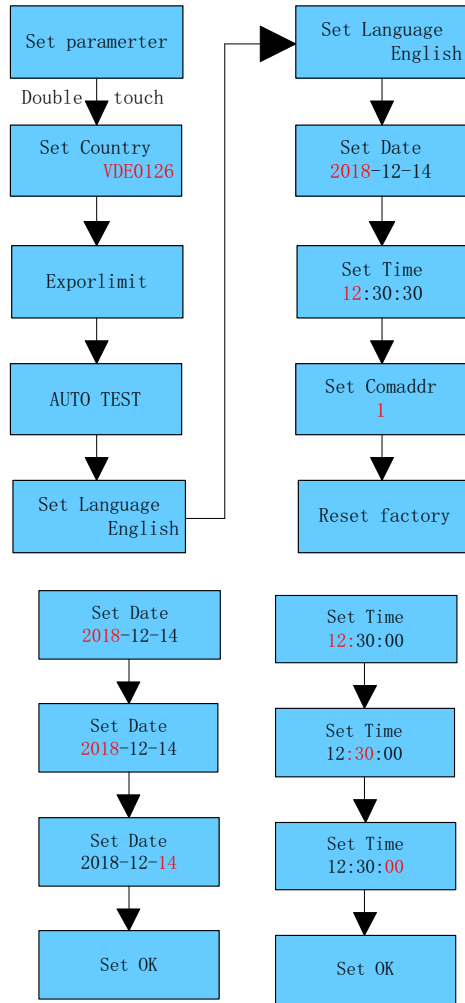 Set paramerter
Double touch
Set Country
VDE0126
Exporlimit
AUTO TEST
Set Language
English
Set Language
English
Set Date
2018-12-14
Set Time
12:30:30
Set Comaddr
1
Reset factory
Set Date
2018-12-14
Set Date
2018-12-14
Set Date
2018-12-14
Set OK
Set Time
12:30:00
Set Time
12:30:00
Set Time
12:30:00
Set OK